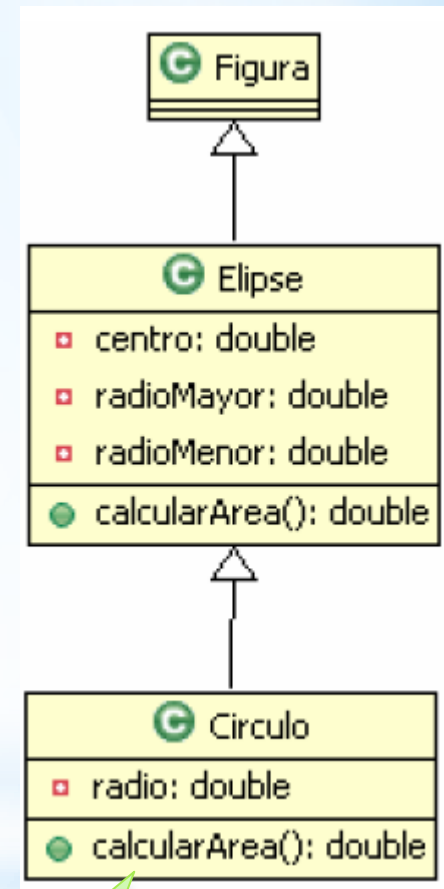 C Figura
C Elipse
centro: double
radioMayor: double
radioMenor: double
calcularArea(): double
C Circulo
radio: double
calcularArea(): double